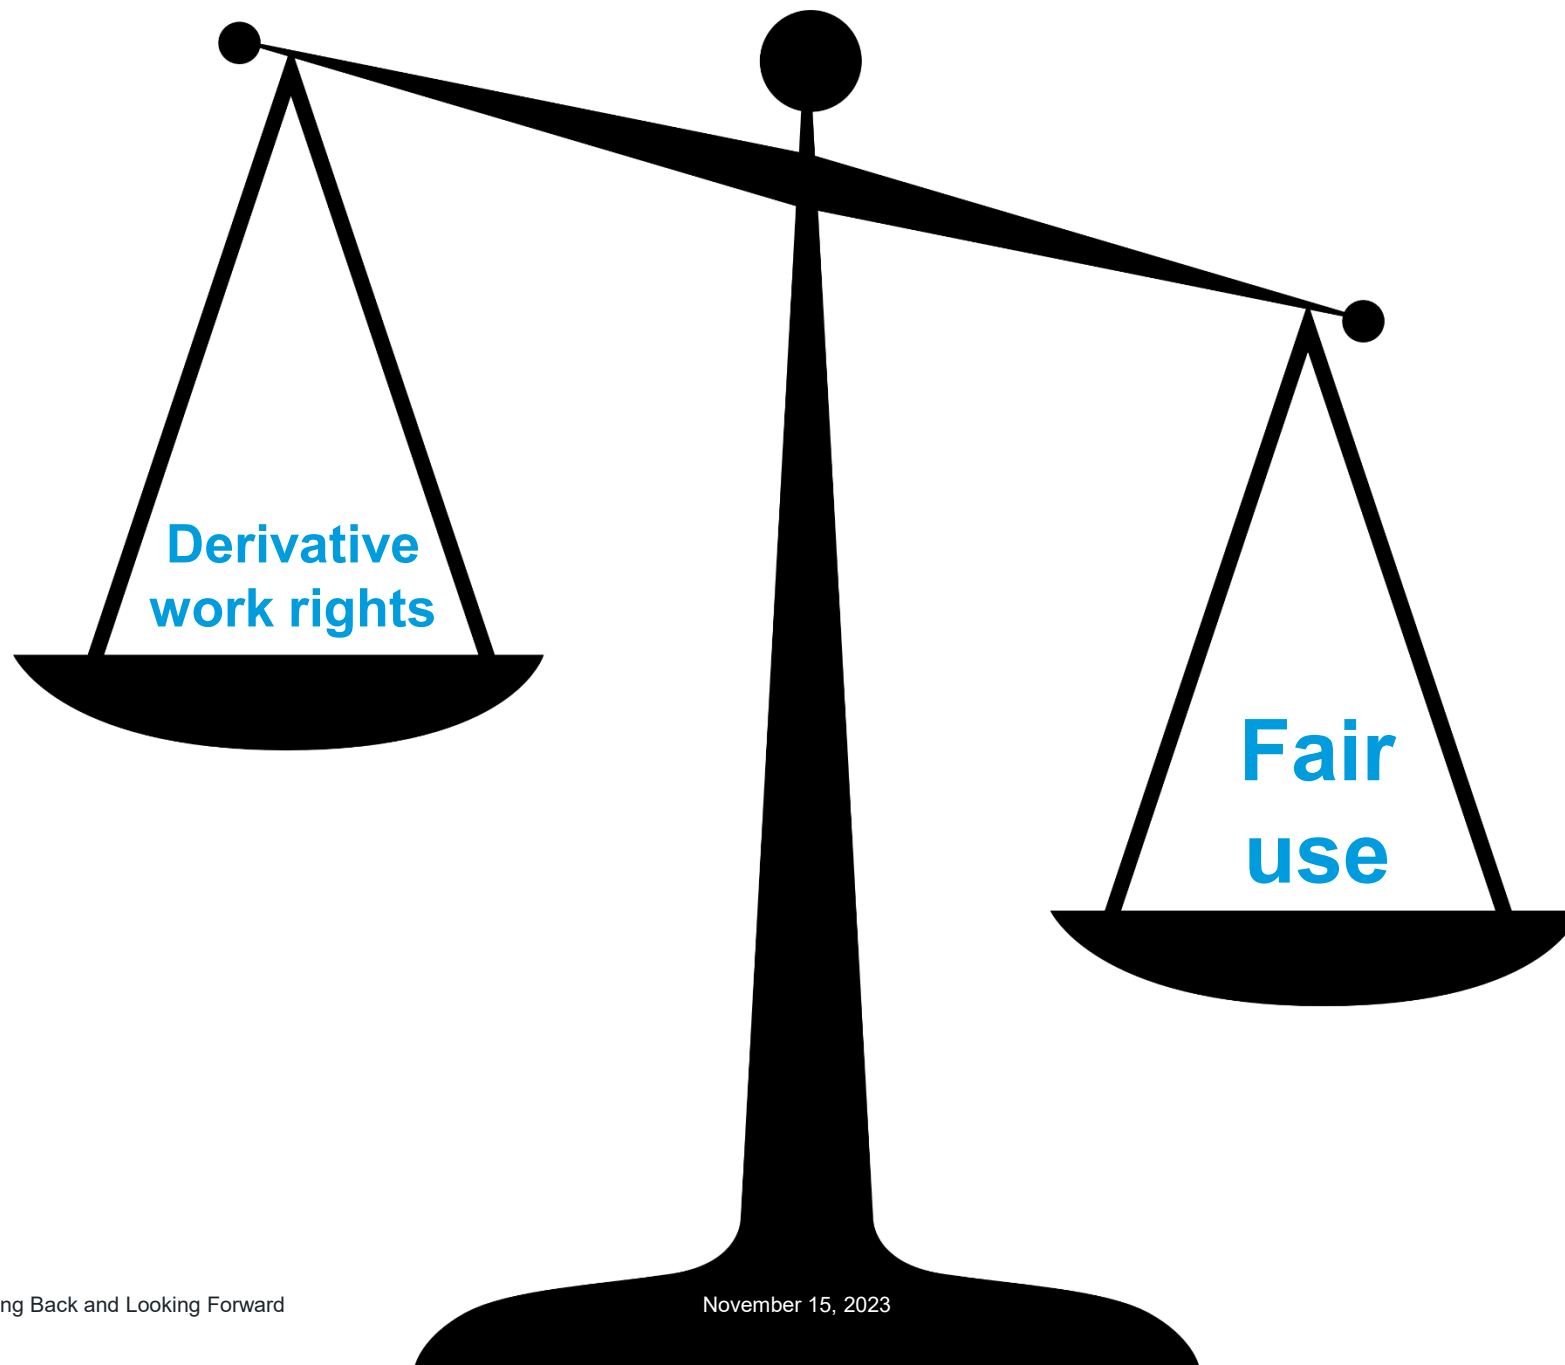 Derivative
work rights
Fair
use
ng Back and Looking Forward
November 15, 2023